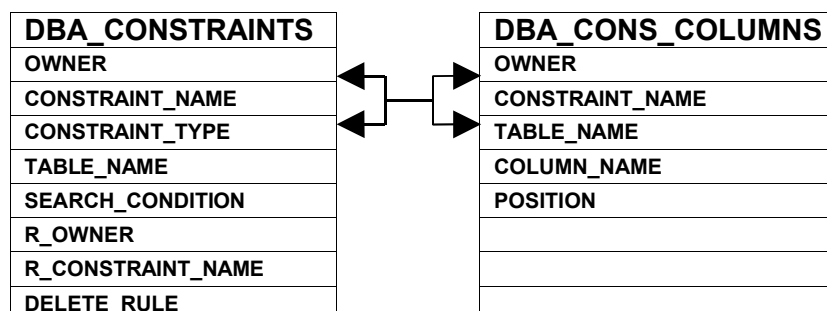 DBA_CONSTRAINTS
OWNER
CONSTRAINT_NAME
CONSTRAINT_TYPE
TABLE_NAME
SEARCH_CONDITION
R_OWNER
R_CONSTRAINT_NAME
DELETE_RULE
DBA_CONS_COLUMNS
OWNER
CONSTRAINT_NAME
TABLE_NAME
COLUMN_NAME
POSITION